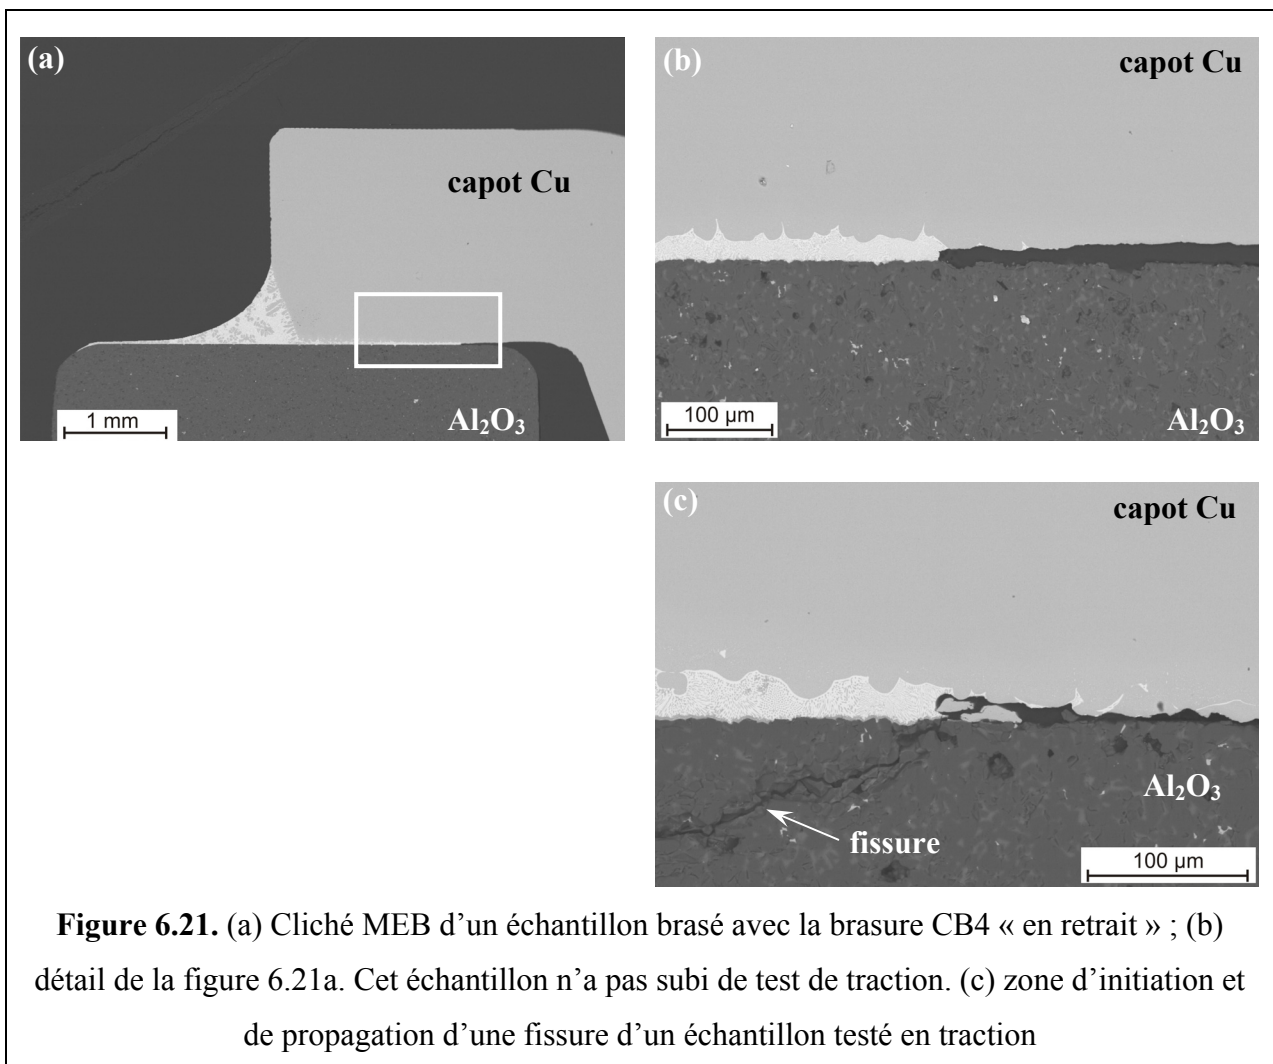 (a)
capot Cu
1 mm
Al₂O₃
(b)
capot Cu
100 µm
Al₂O₃
(c)
capot Cu
Al₂O₃
fissure
100 µm
Figure 6.21. (a) Cliché MEB d’un échantillon brasé avec la brasure CB4 « en retrait » ; (b)
détail de la figure 6.21a. Cet échantillon n’a pas subi de test de traction. (c) zone d’initiation et
de propagation d’une fissure d’un échantillon testé en traction